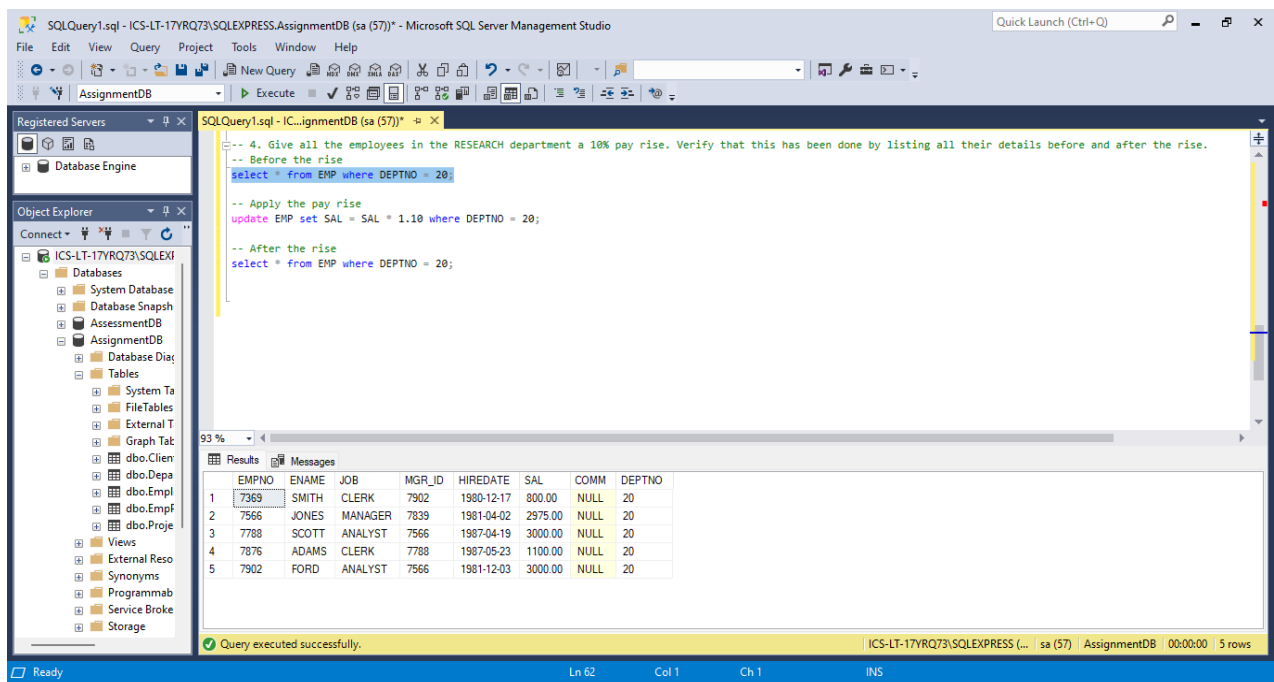 SQLQuery1.sql - ICS-LT-17YRQ73\SQLEXPRESS.AssignmentDB (sa (57))* - Microsoft SQL Server Management Studio
Quick Launch (Ctrl+Q)
File Edit View Query Project Tools Window Help
New Query
AssignmentDB
Execute
Registered Servers
Database Engine
Object Explorer
Connect
ICS-LT-17YRQ73\SQLEXF
Databases
System Database
Database Snapsh
AssessmentDB
AssignmentDB
Database Diag
Tables
System Ta
FileTables
External T
Graph Tab
dbo.Clien
dbo.Depa
dbo.Empl
dbo.EmpF
dbo.Proje
Views
External Reso
Synonyms
Programmab
Service Broke
Storage
SQLQuery1.sql - IC...ignmentDB (sa (57))*
-- 4. Give all the employees in the RESEARCH department a 10% pay rise. Verify that this has been done by listing all their details before and after the rise.
-- Before the rise
select * from EMP where DEPTNO = 20;
-- Apply the pay rise
update EMP set SAL = SAL * 1.10 where DEPTNO = 20;
-- After the rise
select * from EMP where DEPTNO = 20;
93 %
Results Messages
EMPNO ENAME JOB MGR_ID HIREDATE SAL COMM DEPTNO
1 7369 SMITH CLERK 7902 1980-12-17 800.00 NULL 20
2 7566 JONES MANAGER 7839 1981-04-02 2975.00 NULL 20
3 7788 SCOTT ANALYST 7566 1987-04-19 3000.00 NULL 20
4 7876 ADAMS CLERK 7788 1987-05-23 1100.00 NULL 20
5 7902 FORD ANALYST 7566 1981-12-03 3000.00 NULL 20
Query executed successfully.
ICS-LT-17YRQ73\SQLEXPRESS (... sa (57) AssignmentDB 00:00:00 5 rows
Ready Ln 62 Col 1 Ch 1 INS